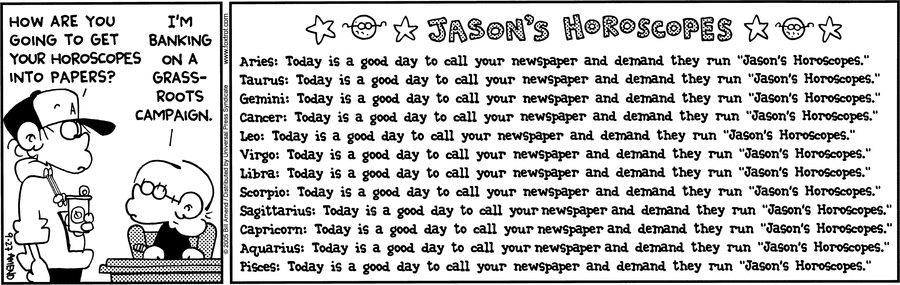 HOW ARE YOU
GOING TO GET
YOUR HOROSCOPES
INTO PAPERS?
I'M
BANKING
ON A
GRASS-
ROOTS
CAMPAIGN.
9-27
AMEND
© 2000 Bill Amend / Distributed by Universal Press Syndicate
www.foxtrot.com
JASON'S HOROSCOPES
Aries: Today is a good day to call your newspaper and demand they run "Jason's Horoscopes."
Taurus: Today is a good day to call your newspaper and demand they run "Jason's Horoscopes."
Gemini: Today is a good day to call your newspaper and demand they run "Jason's Horoscopes."
Cancer: Today is a good day to call your newspaper and demand they run "Jason's Horoscopes."
Leo: Today is a good day to call your newspaper and demand they run "Jason's Horoscopes."
Virgo: Today is a good day to call your newspaper and demand they run "Jason's Horoscopes."
Libra: Today is a good day to call your newspaper and demand they run "Jason's Horoscopes."
Scorpio: Today is a good day to call your newspaper and demand they run "Jason's Horoscopes."
Sagittarius: Today is a good day to call your newspaper and demand they run "Jason's Horoscopes."
Capricorn: Today is a good day to call your newspaper and demand they run "Jason's Horoscopes."
Aquarius: Today is a good day to call your newspaper and demand they run "Jason's Horoscopes."
Pisces: Today is a good day to call your newspaper and demand they run "Jason's Horoscopes."